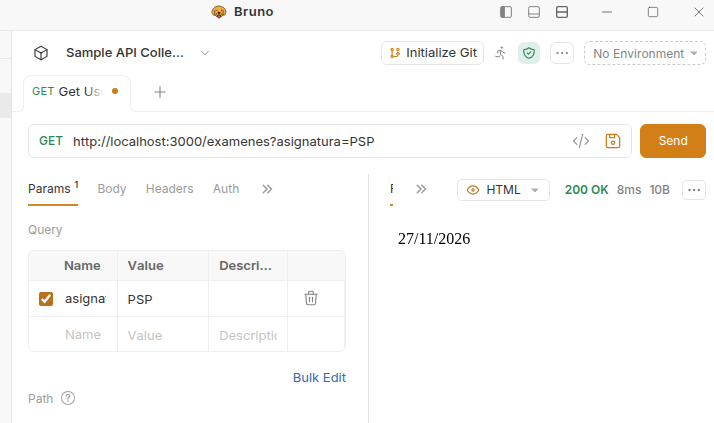 Bruno
Sample API Colle...
Initialize Git
No Environment
GET Get Us
GET http://localhost:3000/examenes?asignatura=PSP
</>
Send
Params 1
Body
Headers
Auth
HTML
200 OK 8ms 10B
Query
27/11/2026
Name Value Descri...
asignat PSP
Name Value Descriptic
Bulk Edit
Path ?